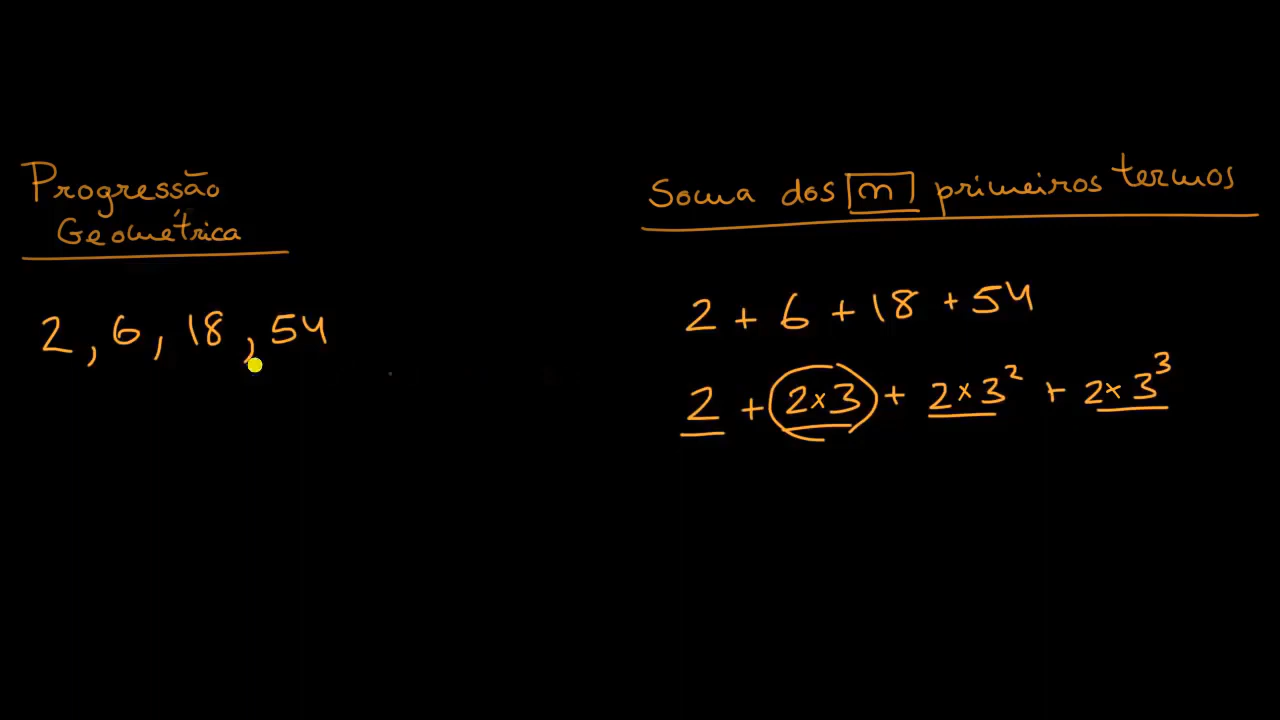 Progressão
Geométrica
2, 6, 18, 54
Soma dos n primeiros termos
2 + 6 + 18 + 54
2 + 2×3 + 2×3² + 2×3³